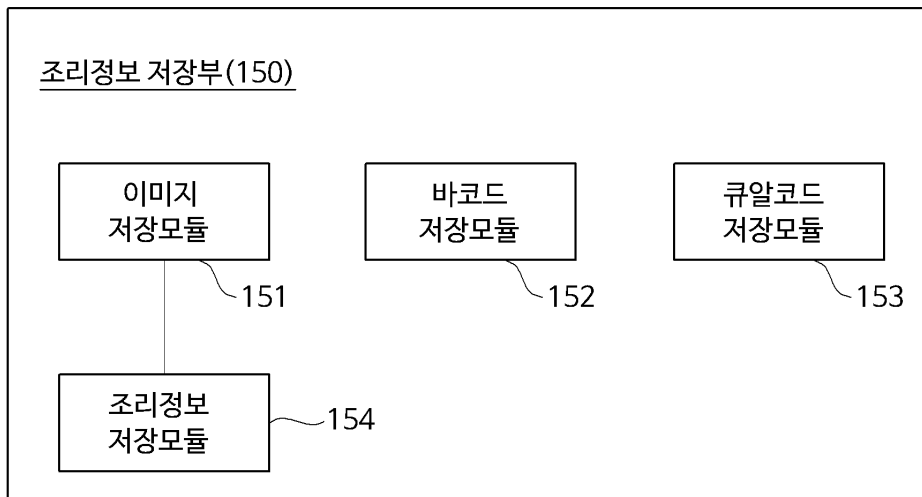 조리정보 저장부(150)
이미지
저장모듈
바코드
저장모듈
큐알코드
저장모듈
151
152
153
조리정보
저장모듈
154